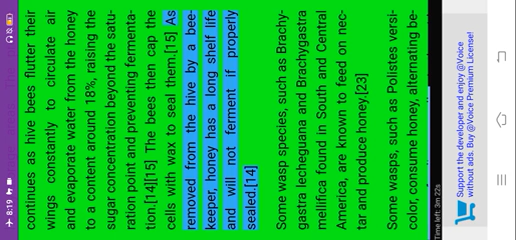 8:19
continues as hive bees flutter their
wings constantly to circulate air
and evaporate water from the honey
to a content around 18%, raising the
sugar concentration beyond the satu-
ration point and preventing fermenta-
tion.[14][15] The bees then cap the
cells with wax to seal them.[15] As
removed from the hive by a bee-
keeper, honey has a long shelf life
and will not ferment if properly
sealed.[14]
Some wasp species, such as Brachy-
gastra lecheguana and Brachygastra
mellifica found in South and Central
America, are known to feed on nec-
tar and produce honey.[23]
Some wasps, such as Polistes versi-
color, consume honey, alternating be-
Time left: 3m 22s
Support the developer and enjoy @Voice
without ads. Buy @Voice Premium License!